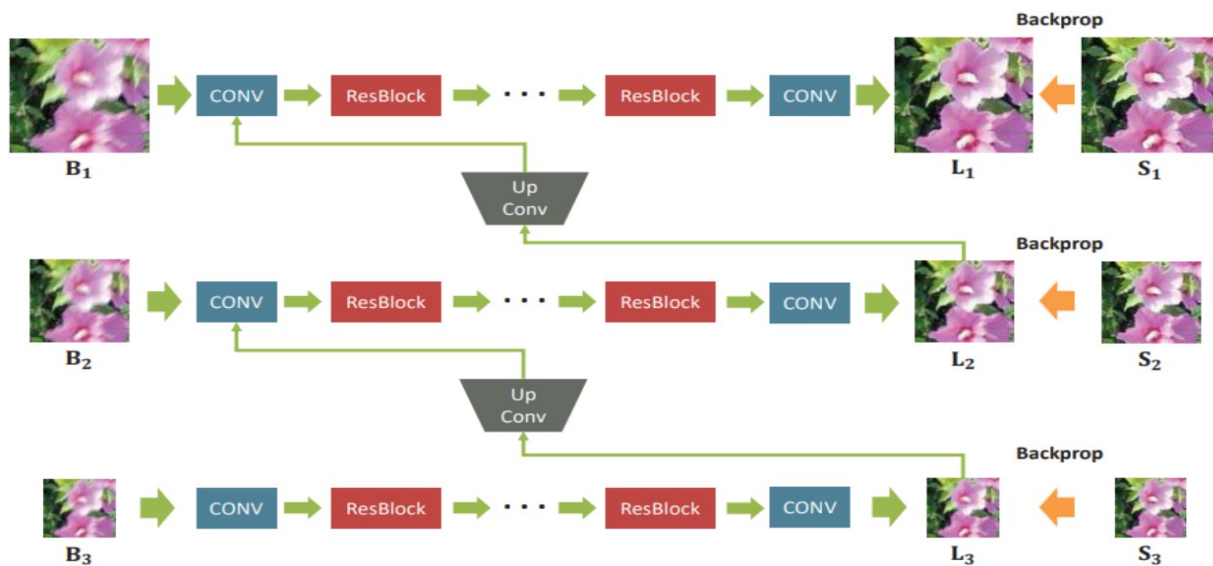 Backprop
CONV ResBlock ... ResBlock CONV
B₁ L₁ S₁
Up
Conv
Backprop
CONV ResBlock ... ResBlock CONV
B₂ L₂ S₂
Up
Conv
Backprop
CONV ResBlock ... ResBlock CONV
B₃ L₃ S₃